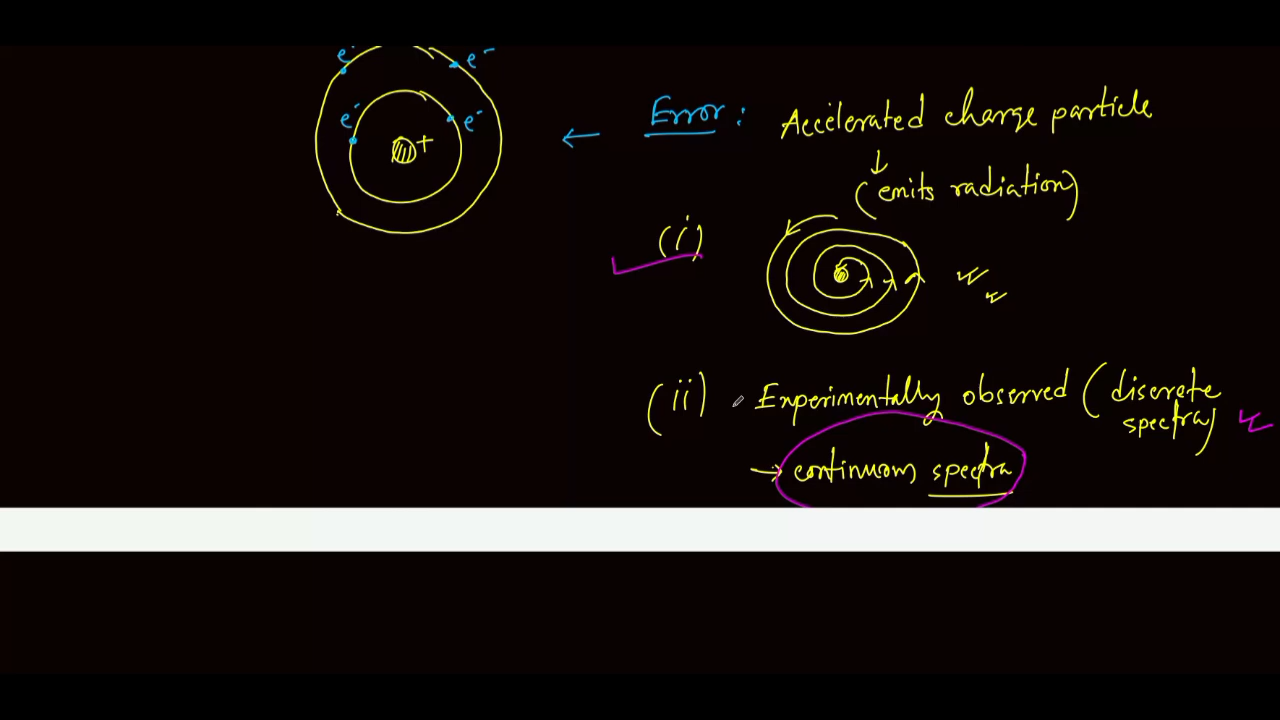 e⁻ e⁻
e⁻ e⁻
+
← Error : Accelerated charge particle
↓
(emits radiation)
(i)
(ii) • Experimentally observed (discrete
spectra)
→ continuum spectra